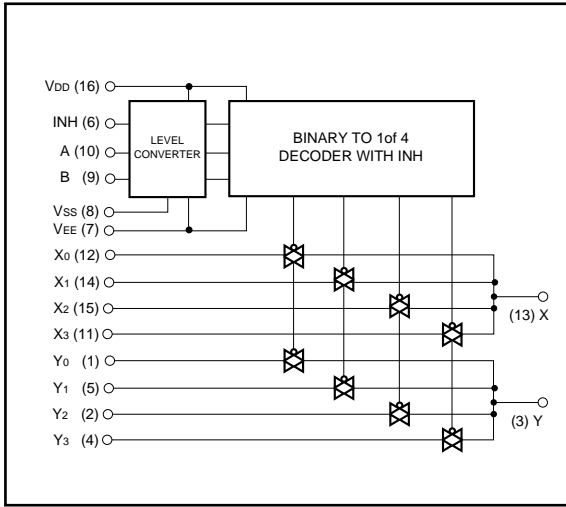 VDD (16)
INH (6)
A (10)
B (9)
VSS (8)
VEE (7)
X0 (12)
X1 (14)
X2 (15)
X3 (11)
Y0 (1)
Y1 (5)
Y2 (2)
Y3 (4)
LEVEL
CONVERTER
BINARY TO 1of 4
DECODER WITH INH
(13) X
(3) Y